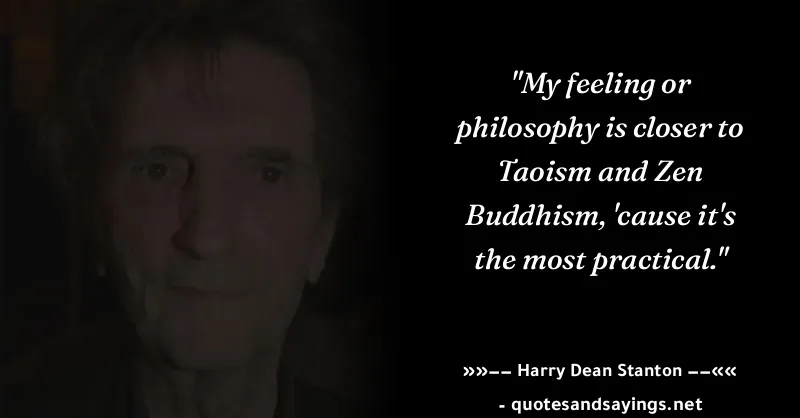 "My feeling or
philosophy is closer to
Taoism and Zen
Buddhism, 'cause it's
the most practical."
»»–– Harry Dean Stanton ––««
- quotesandsayings.net